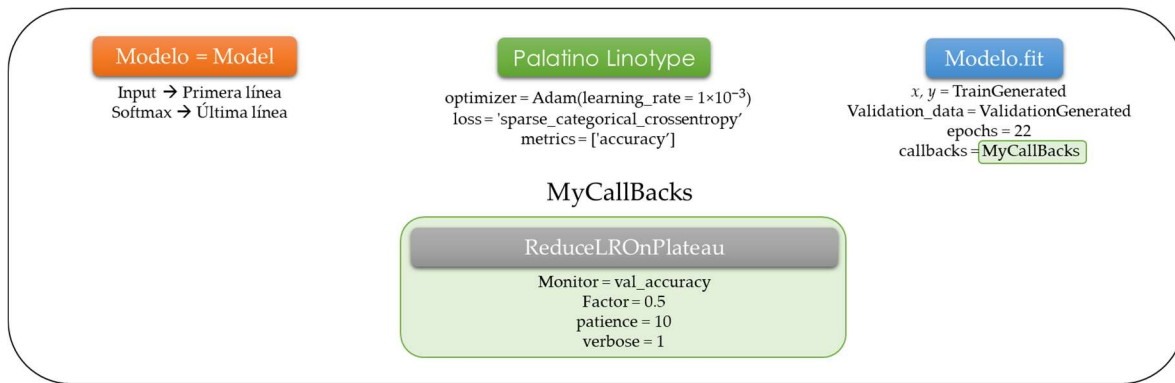 Modelo = Model
Input → Primera línea
Softmax → Última línea
Palatino Linotype
optimizer = Adam(learning_rate = 1×10⁻³)
loss = 'sparse_categorical_crossentropy'
metrics = ['accuracy']
Modelo.fit
x, y = TrainGenerated
Validation_data = ValidationGenerated
epochs = 22
callbacks = MyCallBacks
MyCallBacks
ReduceLROnPlateau
Monitor = val_accuracy
Factor = 0.5
patience = 10
verbose = 1